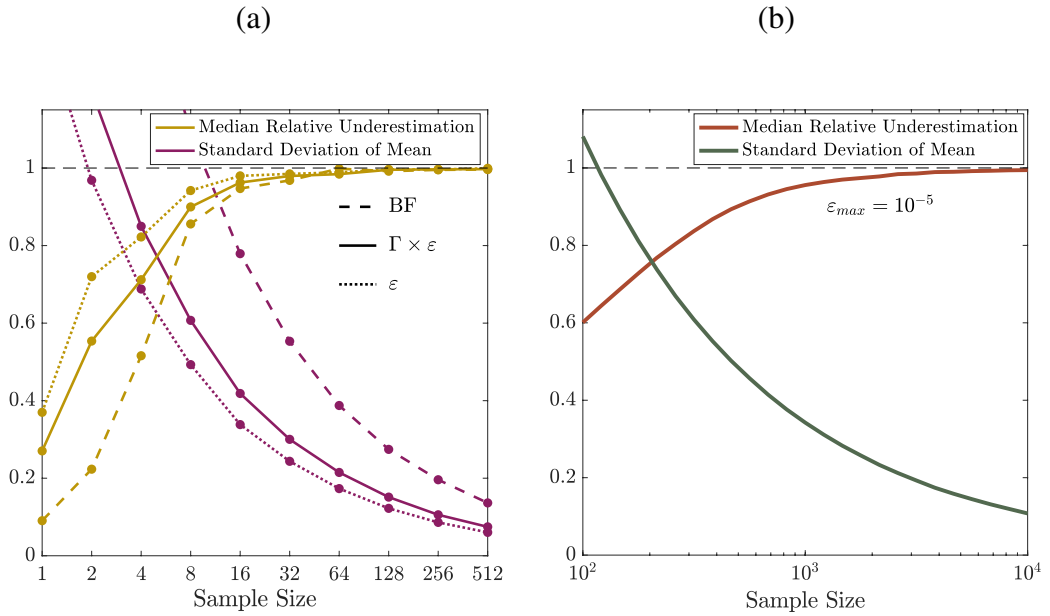 (a)
Median Relative Underestimation
Standard Deviation of Mean
BF
Γ × ε
ε
1
0.8
0.6
0.4
0.2
0
1 2 4 8 16 32 64 128 256 512
Sample Size
(b)
Median Relative Underestimation
Standard Deviation of Mean
ε_max = 10^-5
1
0.8
0.6
0.4
0.2
0
10^2 10^3 10^4
Sample Size